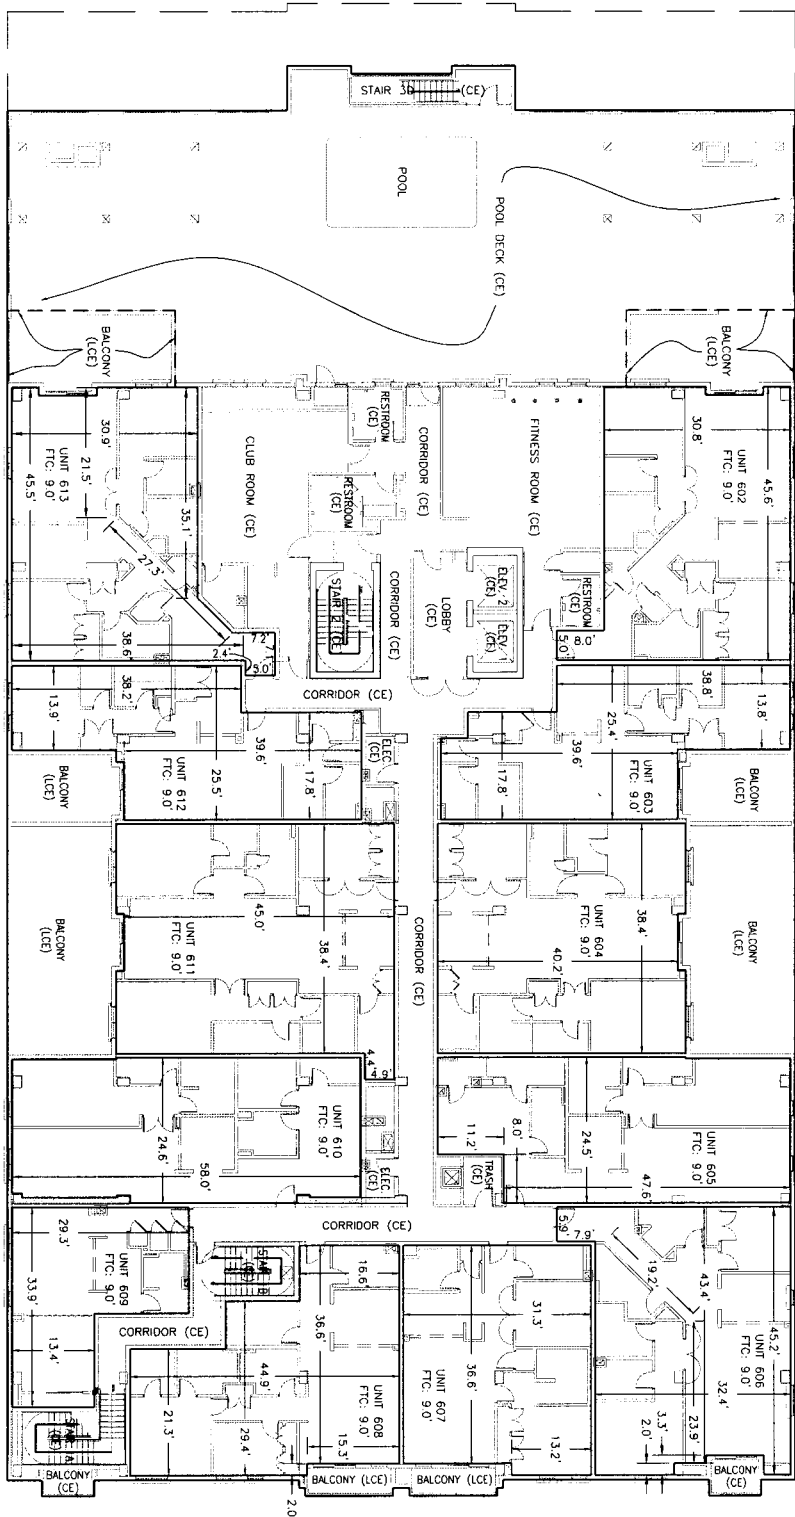 STAIR 3D (CE)
POOL
POOL DECK (CE)
BALCONY
(LCE)
BALCONY
(LCE)
RESTROOM
(CE)
CORRIDOR (CE)
FITNESS ROOM (CE)
CLUB ROOM (CE)
RESTROOM
(CE)
30.9'
UNIT 613
FTC: 9.0'
21.5'
45.5'
35.1'
27.3'
38.6'
2.4'
7.2'
7.1'
5.0'
30.8'
UNIT 602
FTC: 9.0'
45.6'
STAIR 2 (CE)
CORRIDOR (CE)
LOBBY
(CE)
ELEV. 2
(CE)
ELEV. 1
(CE)
RESTROOM
(CE)
5.0'
8.0'
CORRIDOR (CE)
38.2'
13.9'
39.6'
25.5'
17.8'
UNIT 612
FTC: 9.0'
ELEC
(CE)
38.8'
13.8'
25.4'
39.6'
17.8'
UNIT 603
FTC: 9.0'
BALCONY
(LCE)
BALCONY
(LCE)
BALCONY
(LCE)
45.0'
38.4'
UNIT 611
FTC: 9.0'
4.4'
4.9'
CORRIDOR (CE)
UNIT 604
FTC: 9.0'
38.4'
40.2'
BALCONY
(LCE)
UNIT 610
FTC: 9.0'
24.6'
58.0'
ELEC
(CE)
11.2'
8.0'
24.5'
47.6'
UNIT 605
FTC: 9.0'
TRASH
(CE)
CORRIDOR (CE)
29.3'
UNIT 609
FTC: 9.0'
33.9'
13.4'
CORRIDOR (CE)
16.6'
36.6'
44.9'
UNIT 608
FTC: 9.0'
21.3'
29.4'
15.3'
31.3'
36.6'
UNIT 607
FTC: 9.0'
13.2'
5.9'
7.9'
19.2'
43.4'
45.2'
UNIT 606
FTC: 9.0'
32.4'
23.9'
3.3'
2.0'
BALCONY
(CE)
BALCONY (LCE)
BALCONY (LCE)
BALCONY
(CE)
2.0